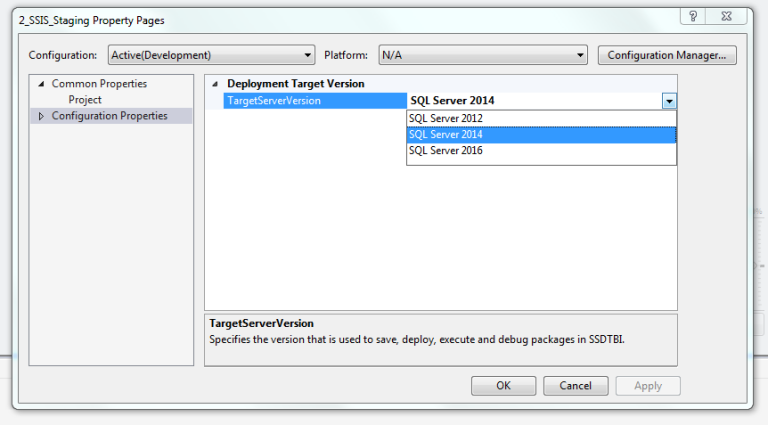 2_SSIS_Staging Property Pages
Configuration: Active(Development) Platform: N/A Configuration Manager...
Common Properties
Project
Configuration Properties
Deployment Target Version
TargetServerVersion SQL Server 2014
SQL Server 2012
SQL Server 2014
SQL Server 2016
TargetServerVersion
Specifies the version that is used to save, deploy, execute and debug packages in SSDTBI.
OK Cancel Apply